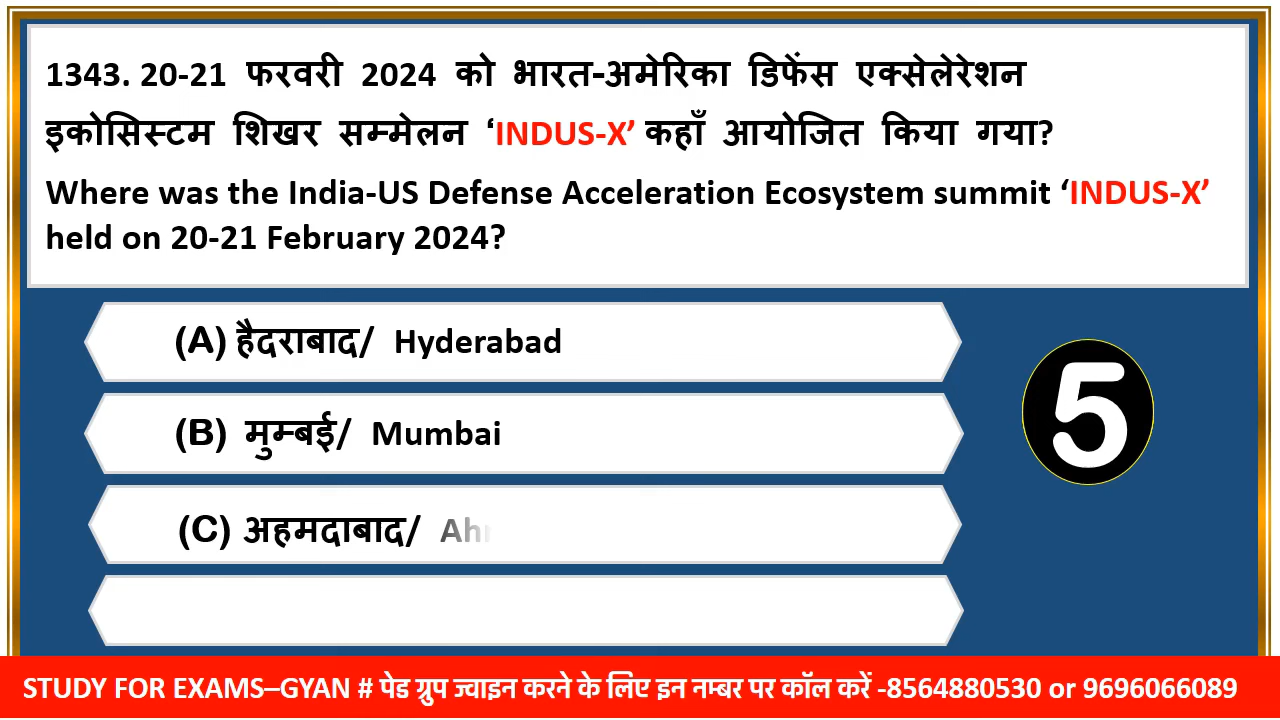 1343. 20-21 फरवरी 2024 को भारत-अमेरिका डिफेंस एक्सेलेरेशन
इकोसिस्टम शिखर सम्मेलन ‘INDUS-X’ कहाँ आयोजित किया गया?
Where was the India-US Defense Acceleration Ecosystem summit ‘INDUS-X’
held on 20-21 February 2024?
(A) हैदराबाद/ Hyderabad
(B) मुम्बई/ Mumbai
(C) अहमदाबाद/
5
STUDY FOR EXAMS–GYAN # पेड ग्रुप ज्वाइन करने के लिए इन नम्बर पर कॉल करें -8564880530 or 9696066089